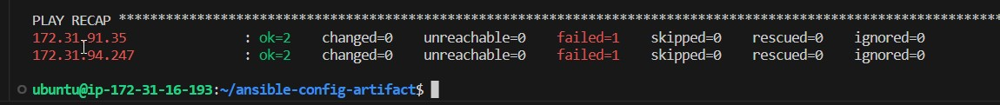 PLAY RECAP *********************************************************************************************************
172.31.91.35 : ok=2 changed=0 unreachable=0 failed=1 skipped=0 rescued=0 ignored=0
172.31.94.247 : ok=2 changed=0 unreachable=0 failed=1 skipped=0 rescued=0 ignored=0
ubuntu@ip-172-31-16-193:~/ansible-config-artifact$